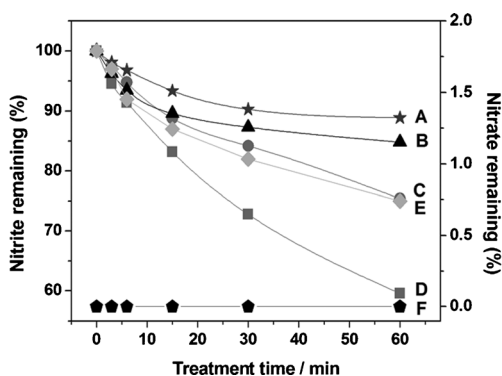 Nitrite remaining (%)
100
90
80
70
60
2.0
1.5
1.0
0.5
0.0
Nitrate remaining (%)
A
B
C
E
D
F
0
10
20
30
40
50
60
Treatment time / min